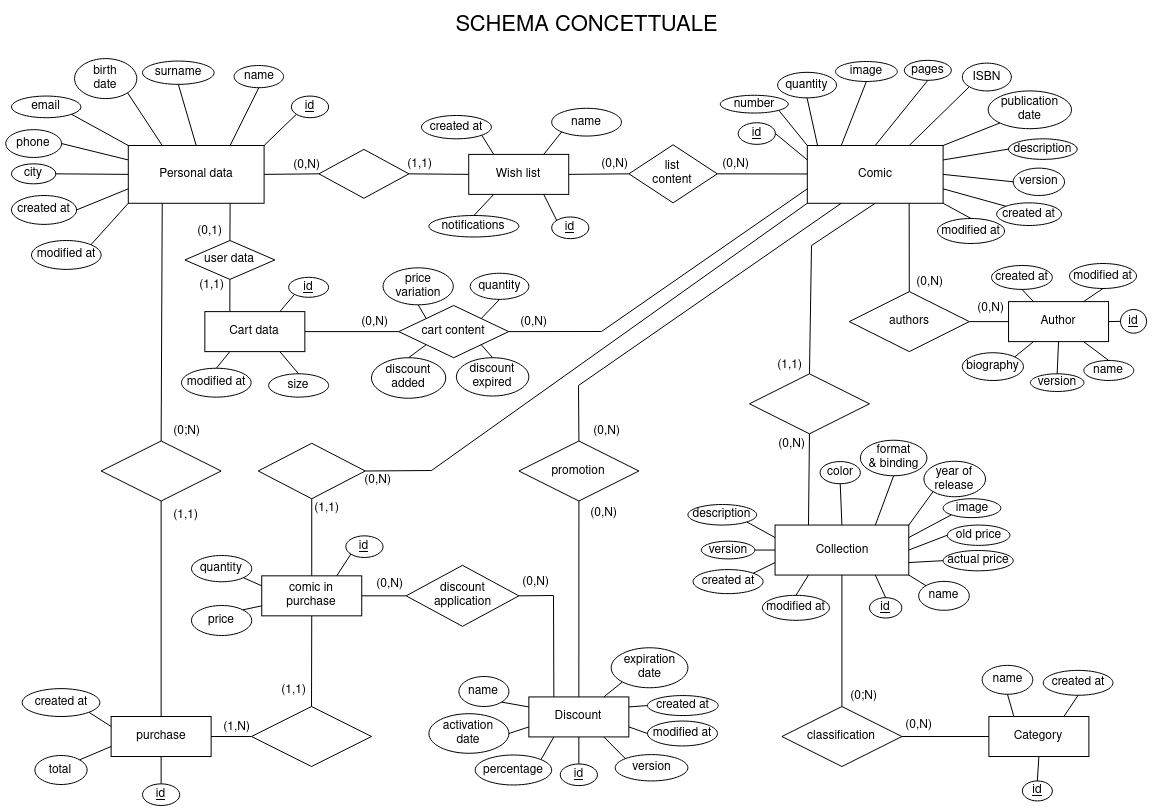 SCHEMA CONCETTUALE
birth
date
surname
name
email
id
phone
city
created at
modified at
Personal data
(0,N)
(1,1)
created at
name
Wish list
notifications
id
(0,N)
list
content
(0,N)
number
quantity
image
pages
ISBN
id
publication
date
description
version
created at
modified at
Comic
(0,1)
user data
(1,1)
id
Cart data
modified at
size
(0,N)
price
variation
quantity
cart content
discount
added
discount
expired
(0,N)
(0,N)
authors
(0,N)
created at
modified at
Author
id
biography
version
name
(1,1)
(0,N)
(0;N)
(1,1)
(0,N)
(1,1)
(0,N)
promotion
(0,N)
color
format
& binding
year of
release
description
image
version
old price
created at
actual price
Collection
modified at
id
name
id
quantity
comic in
purchase
price
(0,N)
discount
application
(0,N)
(1,1)
created at
purchase
total
id
(1,N)
expiration
date
name
created at
Discount
activation
date
modified at
percentage
id
version
(0;N)
classification
(0,N)
name
created at
Category
id